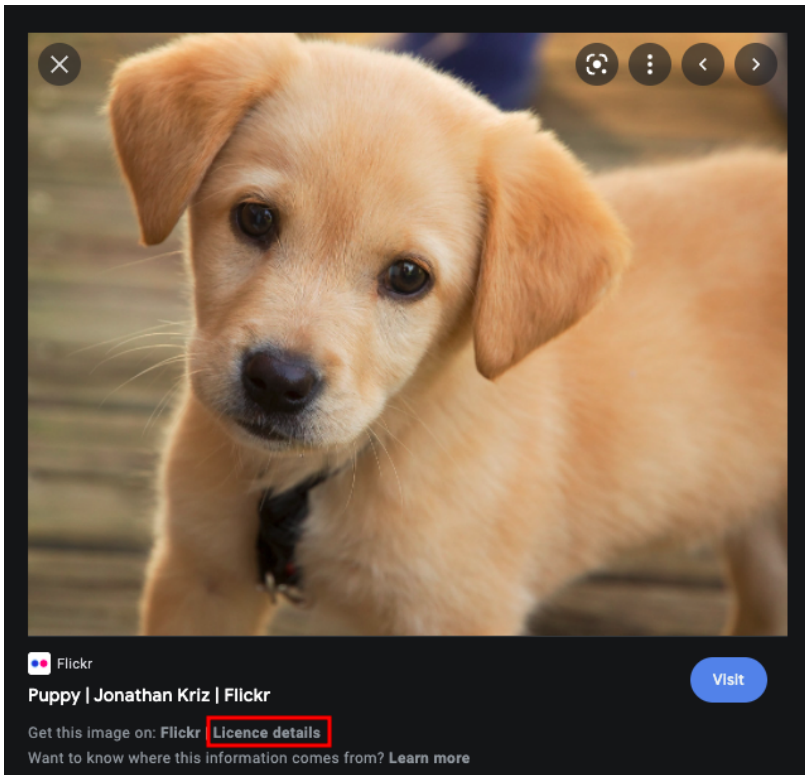 Flickr
Visit
Puppy | Jonathan Kriz | Flickr
Get this image on: Flickr | Licence details
Want to know where this information comes from? Learn more